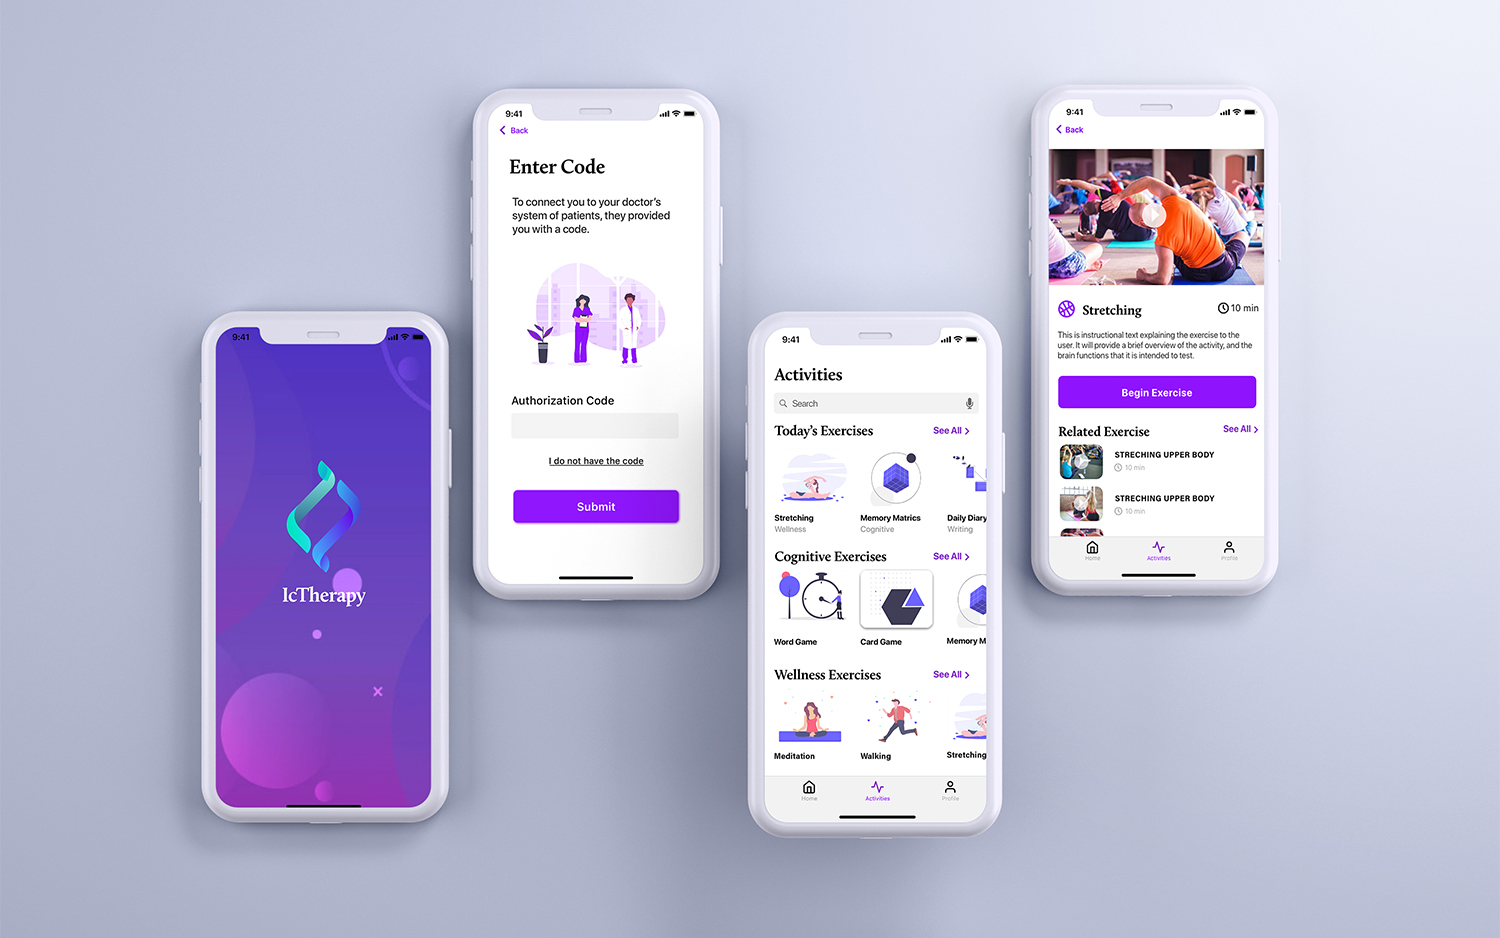 9:41
IcTherapy
9:41
Back
Enter Code
To connect you to your doctor's
system of patients, they provided
you with a code.
Authorization Code
I do not have the code
Submit
9:41
Activities
Search
Today's Exercises
See All
Stretching
Wellness
Memory Matrics
Cognitive
Daily Diary
Writing
Cognitive Exercises
See All
Word Game
Card Game
Memory M
Wellness Exercises
See All
Meditation
Walking
Stretching
Home
Activities
Profile
9:41
Back
Stretching
10 min
This is instructional text explaining the exercise to the
user. It will provide a brief overview of the activity, and the
brain functions that it is intended to test.
Begin Exercise
Related Exercise
See All
STRECHING UPPER BODY
10 min
STRECHING UPPER BODY
10 min
Home
Activities
Profile